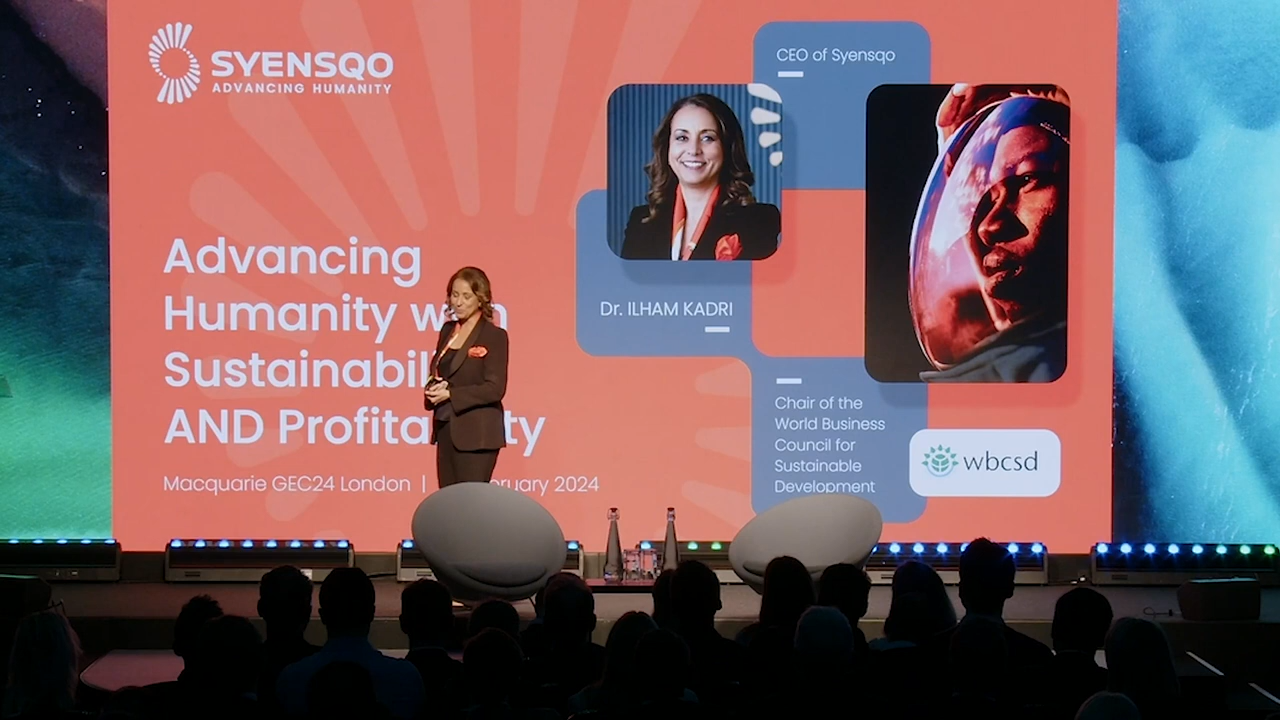 SYENSQO
ADVANCING HUMANITY
Advancing
Humanity
Sustainabil
AND Profita ty
Macquarie GEC24 London | ruary 2024
CEO of Syensqo
Dr. ILHAM KADRI
Chair of the
World Business
Council for
Sustainable
Development
wbcsd